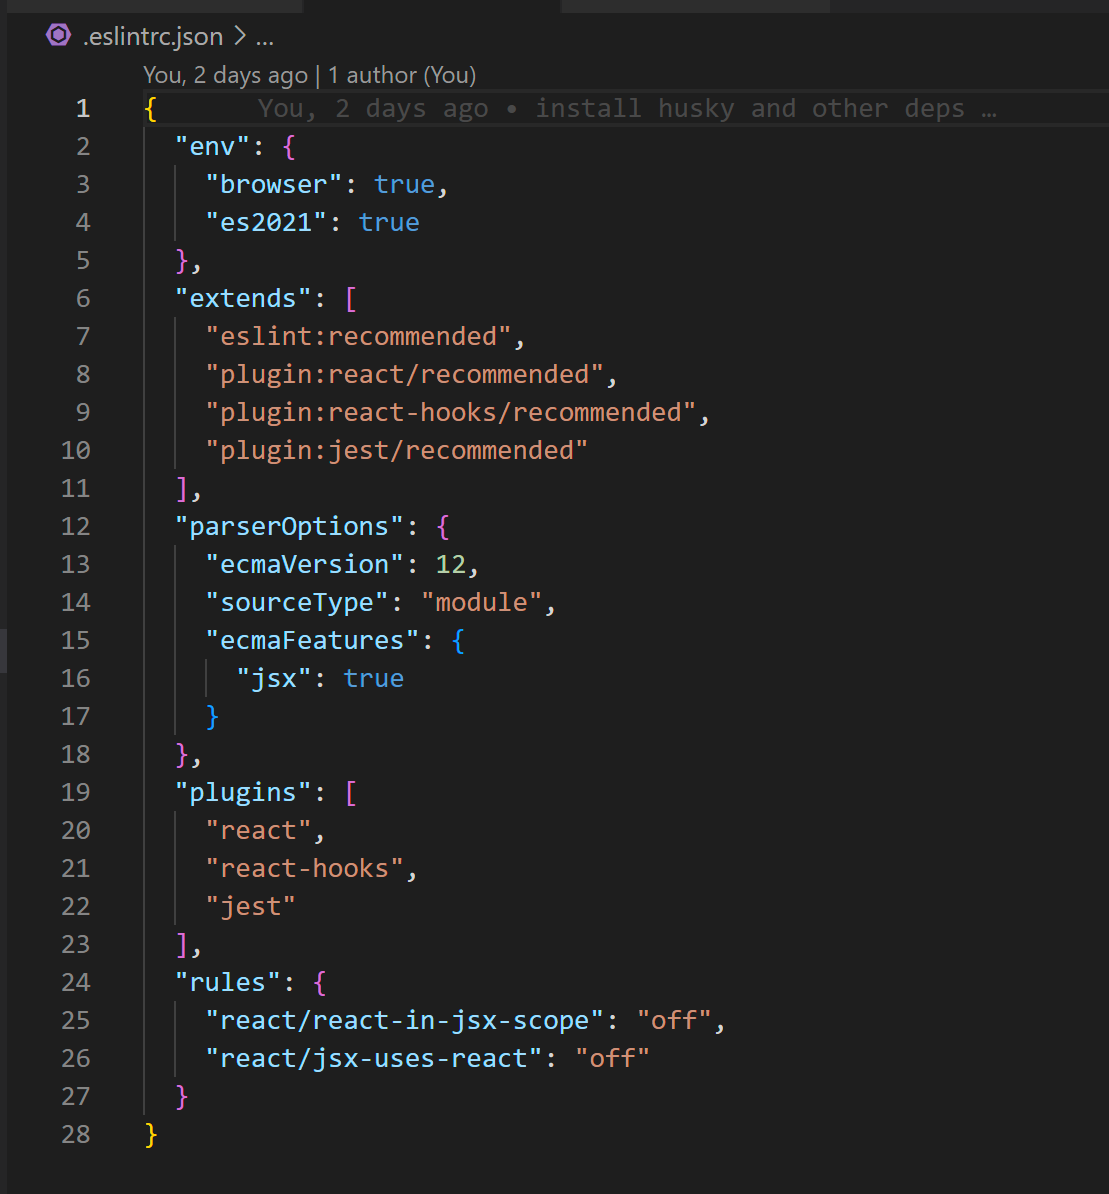 .eslintrc.json > ...
You, 2 days ago | 1 author (You)
1 { You, 2 days ago • install husky and other deps …
2   "env": {
3     "browser": true,
4     "es2021": true
5   },
6   "extends": [
7     "eslint:recommended",
8     "plugin:react/recommended",
9     "plugin:react-hooks/recommended",
10     "plugin:jest/recommended"
11   ],
12   "parserOptions": {
13     "ecmaVersion": 12,
14     "sourceType": "module",
15     "ecmaFeatures": {
16       "jsx": true
17     }
18   },
19   "plugins": [
20     "react",
21     "react-hooks",
22     "jest"
23   ],
24   "rules": {
25     "react/react-in-jsx-scope": "off",
26     "react/jsx-uses-react": "off"
27   }
28 }